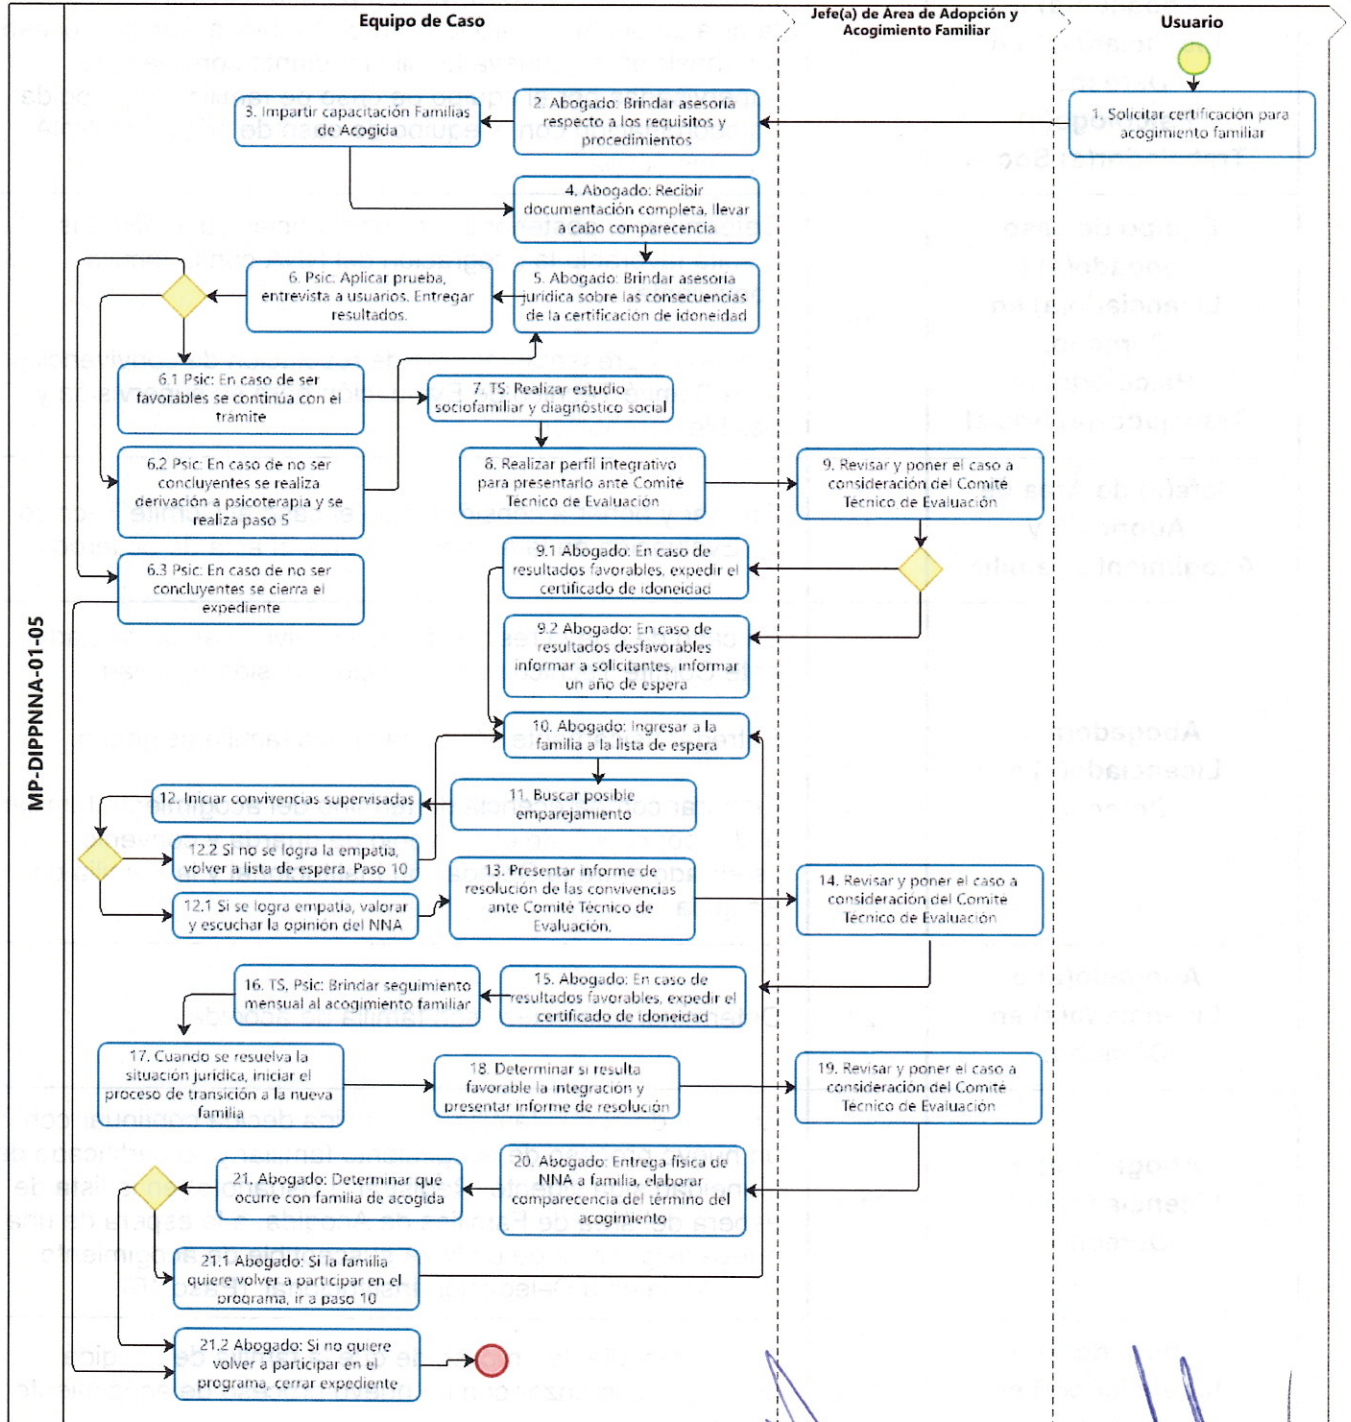 Equipo de Caso
Jefe(a) de Área de Adopción y
Acogimiento Familiar
Usuario
MP-DIPPNNA-01-05
1. Solicitar certificación para
acogimiento familiar
2. Abogado: Brindar asesoría
respecto a los requisitos y
procedimientos
3. Impartir capacitación Familias
de Acogida
4. Abogado: Recibir
documentación completa, llevar
a cabo comparecencia
5. Abogado: Brindar asesoría
jurídica sobre las consecuencias
de la certificación de idoneidad
6. Psic. Aplicar prueba,
entrevista a usuarios. Entregar
resultados.
6.1 Psic: En caso de ser
favorables se continúa con el
trámite
7. TS: Realizar estudio
sociofamiliar y diagnóstico social
6.2 Psic: En caso de no ser
concluyentes se realiza
derivación a psicoterapia y se
realiza paso 5
8. Realizar perfil integrativo
para presentarlo ante Comité
Técnico de Evaluación
9. Revisar y poner el caso a
consideración del Comité
Técnico de Evaluación
6.3 Psic: En caso de no ser
concluyentes se cierra el
expediente
9.1 Abogado: En caso de
resultados favorables, expedir el
certificado de idoneidad
9.2 Abogado: En caso de
resultados desfavorables
informar a solicitantes, informar
un año de espera
10. Abogado: Ingresar a la
familia a la lista de espera
11. Buscar posible
emparejamiento
12. Iniciar convivencias supervisadas
12.2 Si no se logra la empatía,
volver a lista de espera, Paso 10
12.1 Si se logra empatía, valorar
y escuchar la opinión del NNA
13. Presentar informe de
resolución de las convivencias
ante Comité Técnico de
Evaluación.
14. Revisar y poner el caso a
consideración del Comité
Técnico de Evaluación
15. Abogado: En caso de
resultados favorables, expedir el
certificado de idoneidad
16. TS, Psic: Brindar seguimiento
mensual al acogimiento familiar
17. Cuando se resuelva la
situación jurídica, iniciar el
proceso de transición a la nueva
familia
18. Determinar si resulta
favorable la integración y
presentar informe de resolución
19. Revisar y poner el caso a
consideración del Comité
Técnico de Evaluación
20. Abogado: Entrega física de
NNA a familia, elaborar
comparecencia del término del
acogimiento
21. Abogado: Determinar que
ocurre con familia de acogida
21.1 Abogado: Si la familia
quiere volver a participar en el
programa, ir a paso 10
21.2 Abogado: Si no quiere
volver a participar en el
programa, cerrar expediente